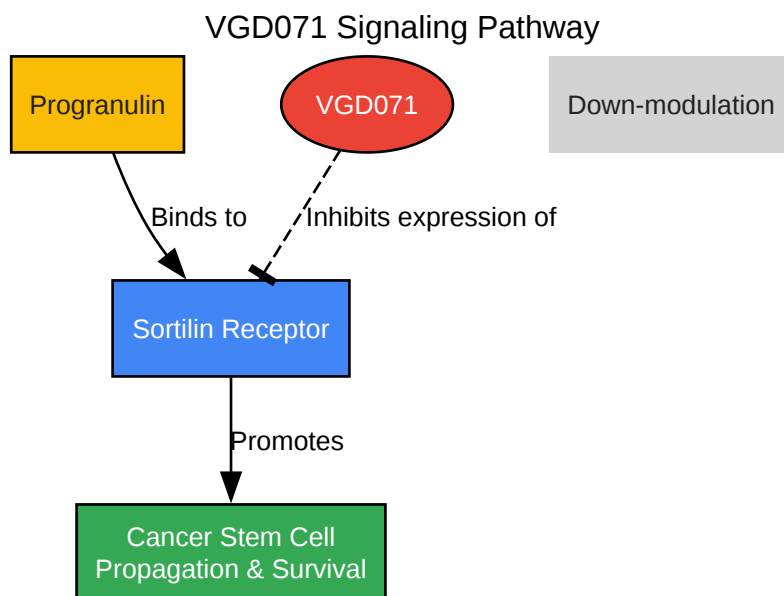 VGD071 Signaling Pathway
Progranulin
VGD071
Down-modulation
Binds to
Inhibits expression of
Sortilin Receptor
Promotes
Cancer Stem Cell
Propagation & Survival